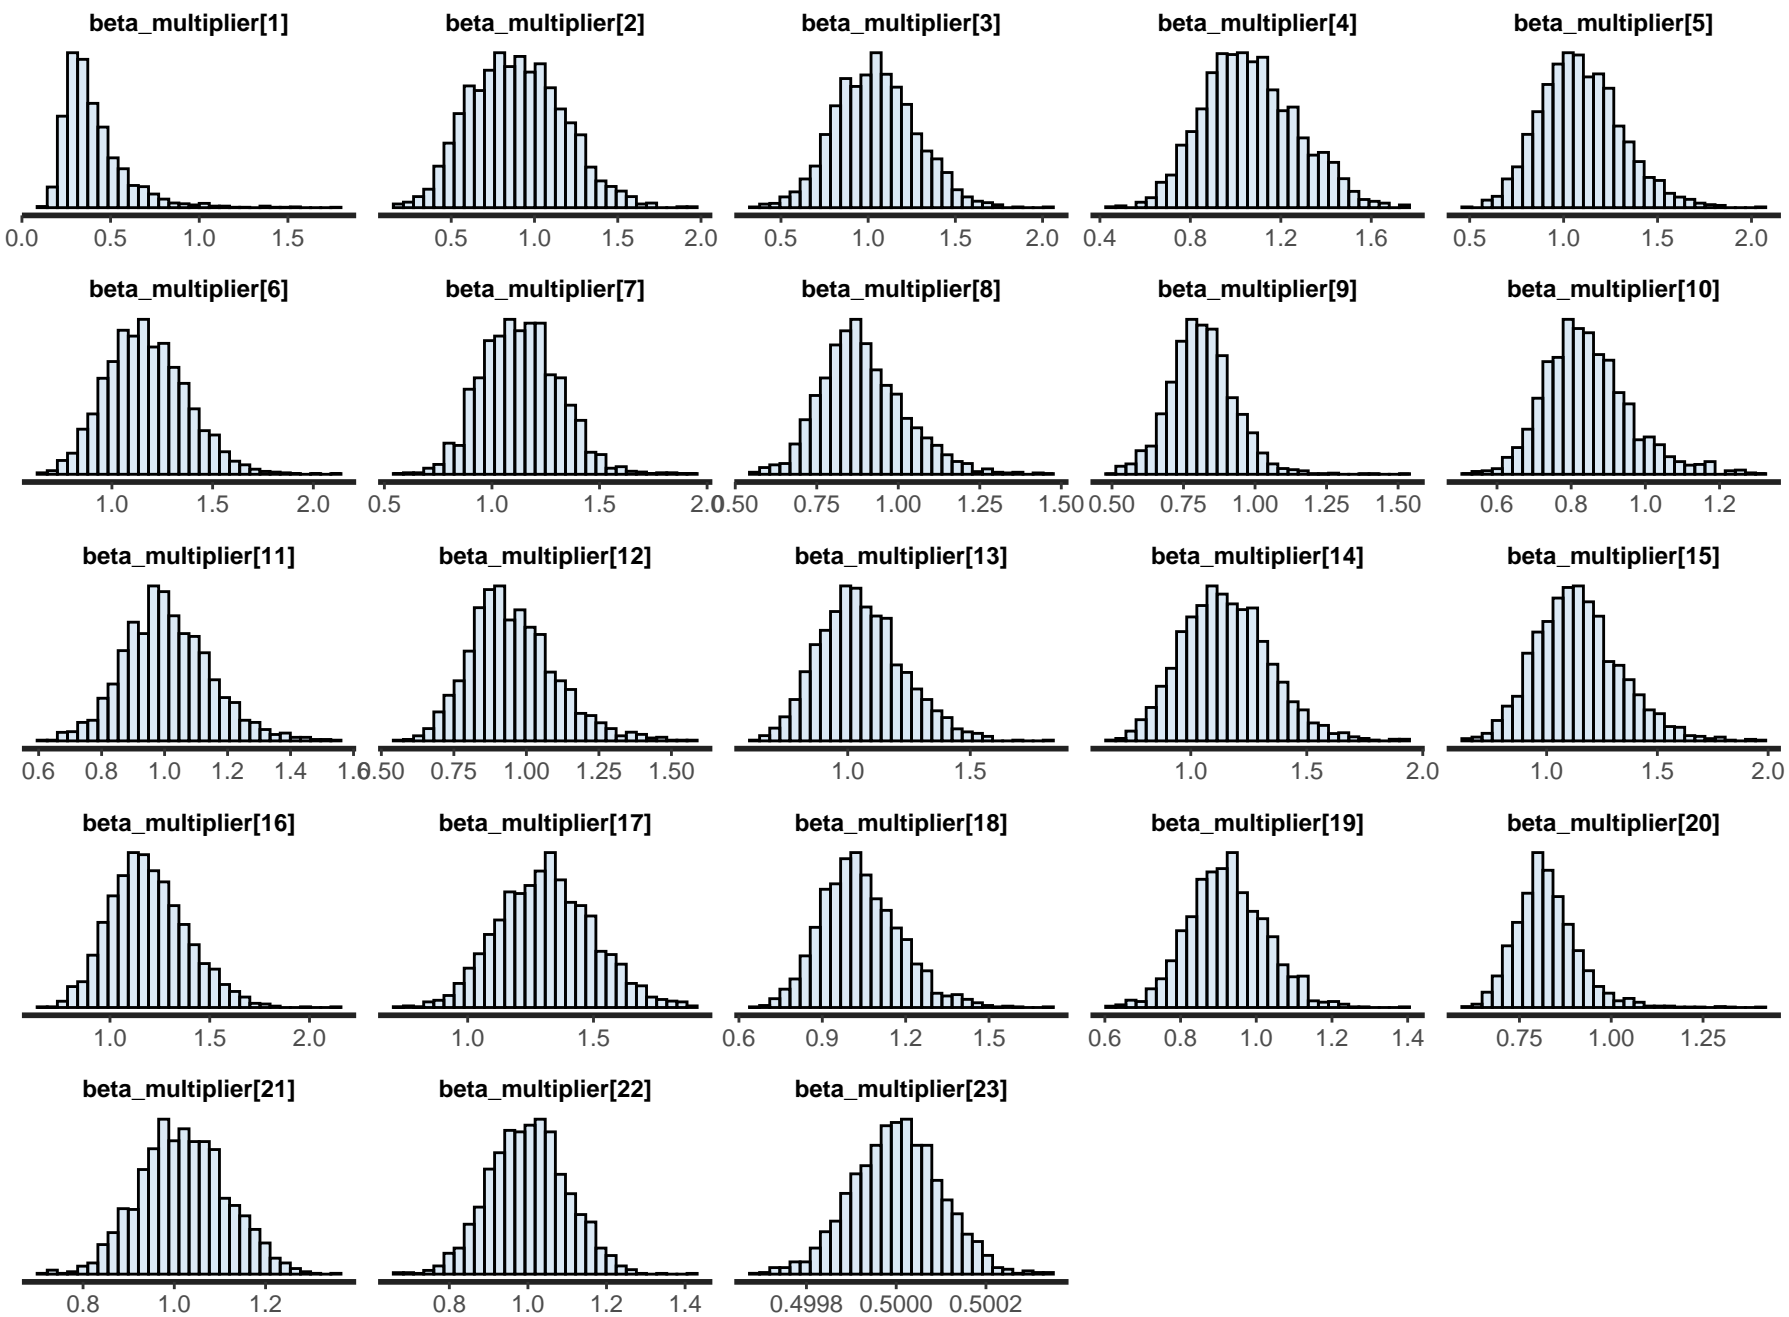 beta_multiplier[1] beta_multiplier[2] beta_multiplier[3] beta_multiplier[4] beta_multiplier[5]
0.0 0.5 1.0 1.5 0.5 1.0 1.5 2.0 0.5 1.0 1.5 2.0 0.4 0.8 1.2 1.6 0.5 1.0 1.5 2.0
beta_multiplier[6] beta_multiplier[7] beta_multiplier[8] beta_multiplier[9] beta_multiplier[10]
1.0 1.5 2.0 0.5 1.0 1.5 2.0 0.50 0.75 1.00 1.25 1.50 0.50 0.75 1.00 1.25 1.50 0.6 0.8 1.0 1.2
beta_multiplier[11] beta_multiplier[12] beta_multiplier[13] beta_multiplier[14] beta_multiplier[15]
0.6 0.8 1.0 1.2 1.4 1.6 0.50 0.75 1.00 1.25 1.50 1.0 1.5 1.0 1.5 2.0 1.0 1.5 2.0
beta_multiplier[16] beta_multiplier[17] beta_multiplier[18] beta_multiplier[19] beta_multiplier[20]
1.0 1.5 2.0 1.0 1.5 0.6 0.9 1.2 1.5 0.6 0.8 1.0 1.2 1.4 0.75 1.00 1.25
beta_multiplier[21] beta_multiplier[22] beta_multiplier[23]
0.8 1.0 1.2 0.8 1.0 1.2 1.4 0.4998 0.5000 0.5002